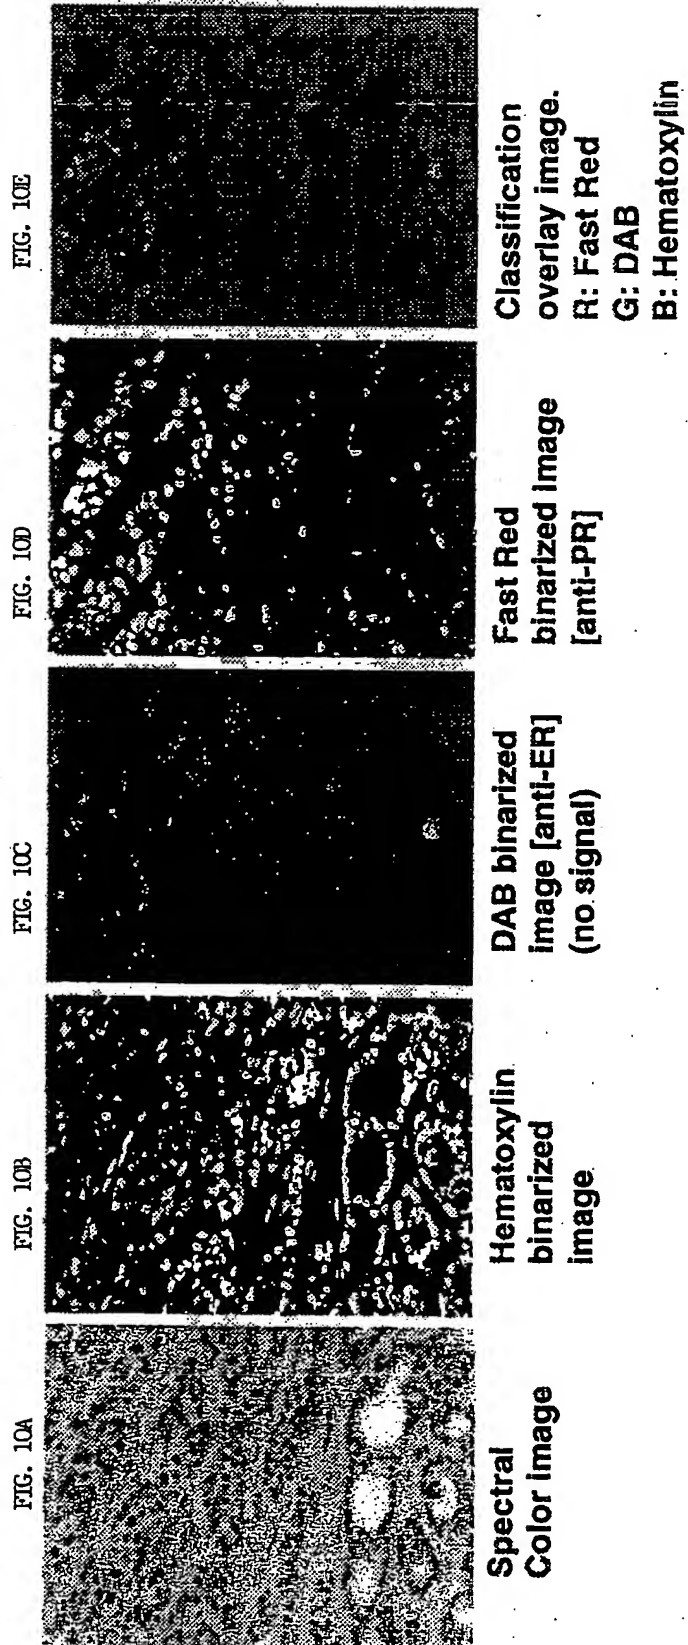 FIG. 10A
FIG. 10B
FIG. 10C
FIG. 10D
FIG. 10E
Spectral
Color Image
Hematoxylin
binarized
image
DAB binarized
image [anti-ER]
(no signal)
Fast Red
binarized image
[anti-PR]
Classification
overlay image.
R: Fast Red
G: DAB
B: Hematoxylin